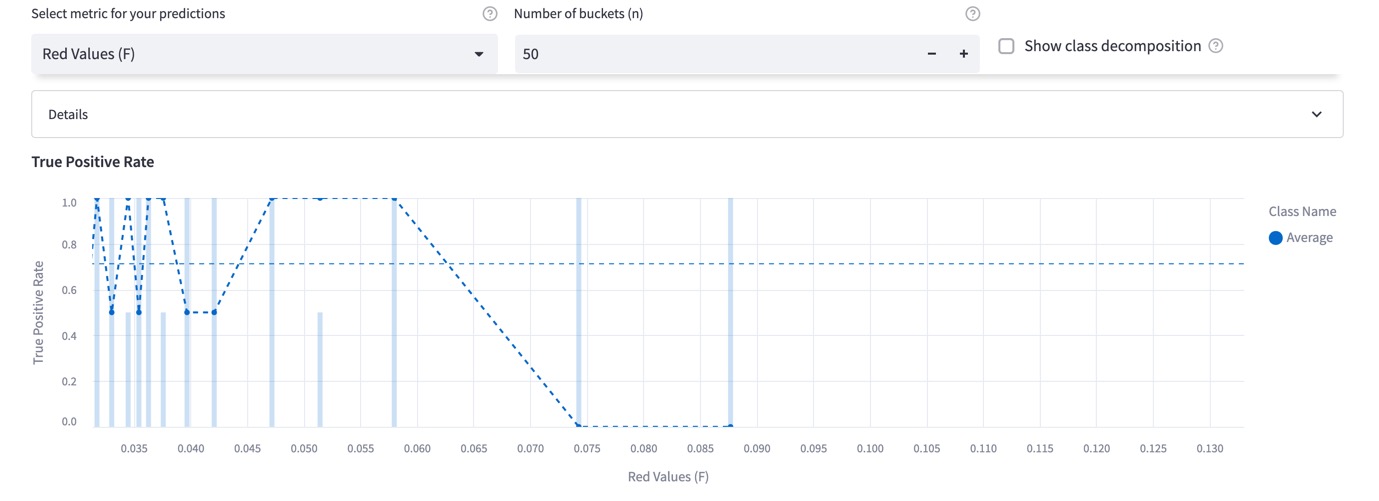 Select metric for your predictions
Number of buckets (n)
Red Values (F)
50
Show class decomposition
Details
True Positive Rate
Class Name
Average
True Positive Rate
1.0
0.8
0.6
0.4
0.2
0.0
0.035 0.040 0.045 0.050 0.055 0.060 0.065 0.070 0.075 0.080 0.085 0.090 0.095 0.100 0.105 0.110 0.115 0.120 0.125 0.130
Red Values (F)